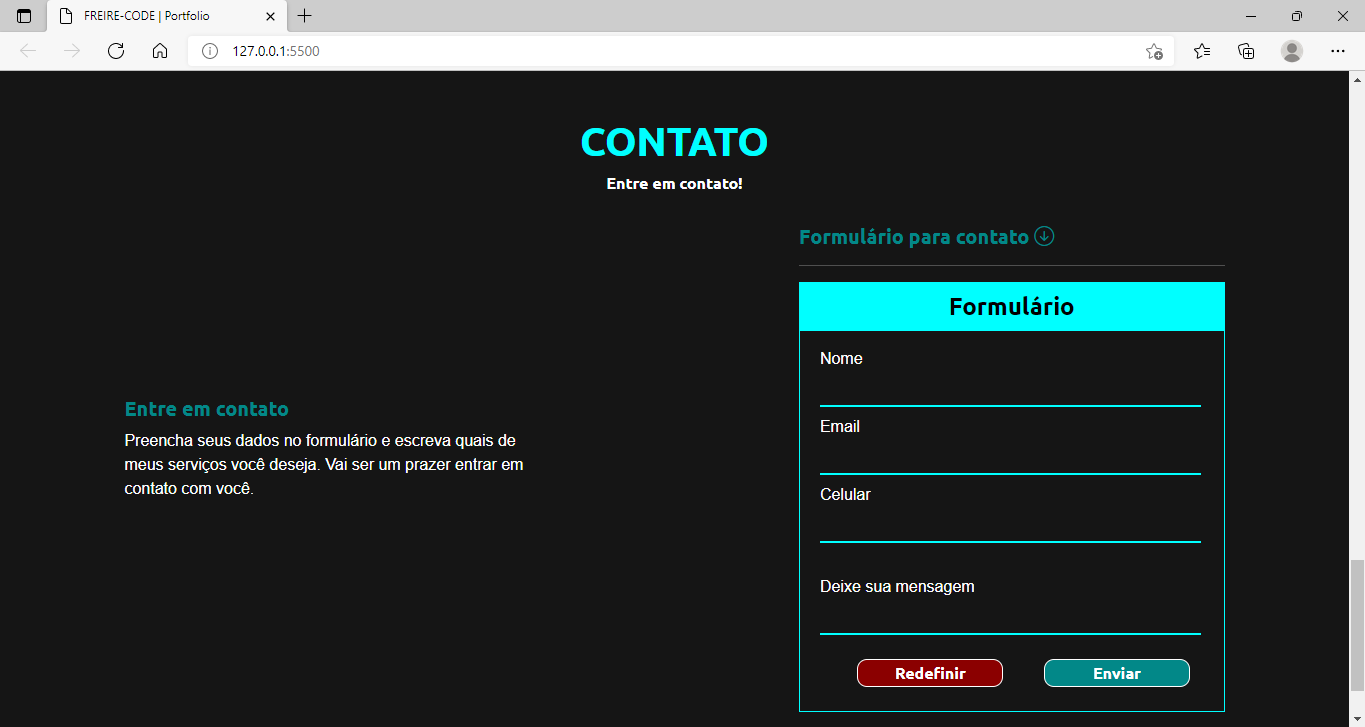 FREIRE-CODE | Portfolio
127.0.0.1:5500
CONTATO
Entre em contato!
Formulário para contato
Formulário
Nome
Email
Celular
Deixe sua mensagem
Redefinir
Enviar
Entre em contato
Preencha seus dados no formulário e escreva quais de
meus serviços você deseja. Vai ser um prazer entrar em
contato com você.